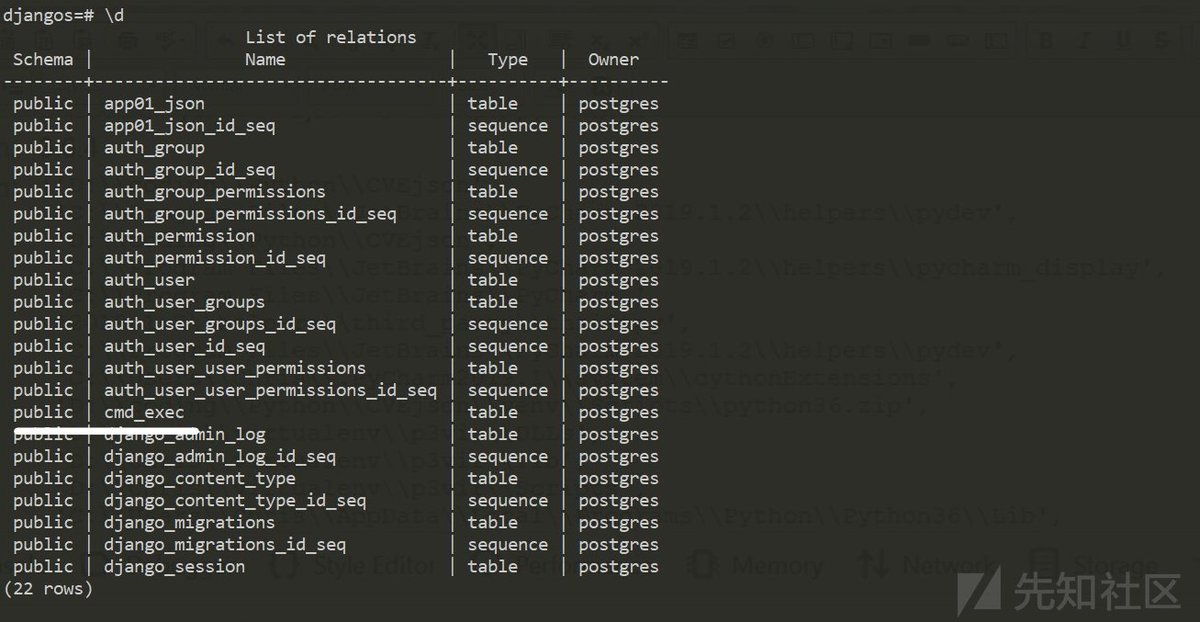 djangos=# \d
List of relations
Schema | Name | Type | Owner
--------+----------------------------------+----------+----------
public | app01_json | table | postgres
public | app01_json_id_seq | sequence | postgres
public | auth_group | table | postgres
public | auth_group_id_seq | sequence | postgres
public | auth_group_permissions | table | postgres
public | auth_group_permissions_id_seq | sequence | postgres
public | auth_permission | table | postgres
public | auth_permission_id_seq | sequence | postgres
public | auth_user | table | postgres
public | auth_user_groups | table | postgres
public | auth_user_groups_id_seq | sequence | postgres
public | auth_user_id_seq | sequence | postgres
public | auth_user_user_permissions | table | postgres
public | auth_user_user_permissions_id_seq | sequence | postgres
public | cmd_exec | table | postgres
public | django_admin_log | table | postgres
public | django_admin_log_id_seq | sequence | postgres
public | django_content_type | table | postgres
public | django_content_type_id_seq | sequence | postgres
public | django_migrations | table | postgres
public | django_migrations_id_seq | sequence | postgres
public | django_session | table | postgres
(22 rows)
Style Editor Memory Network Storage
先知社区